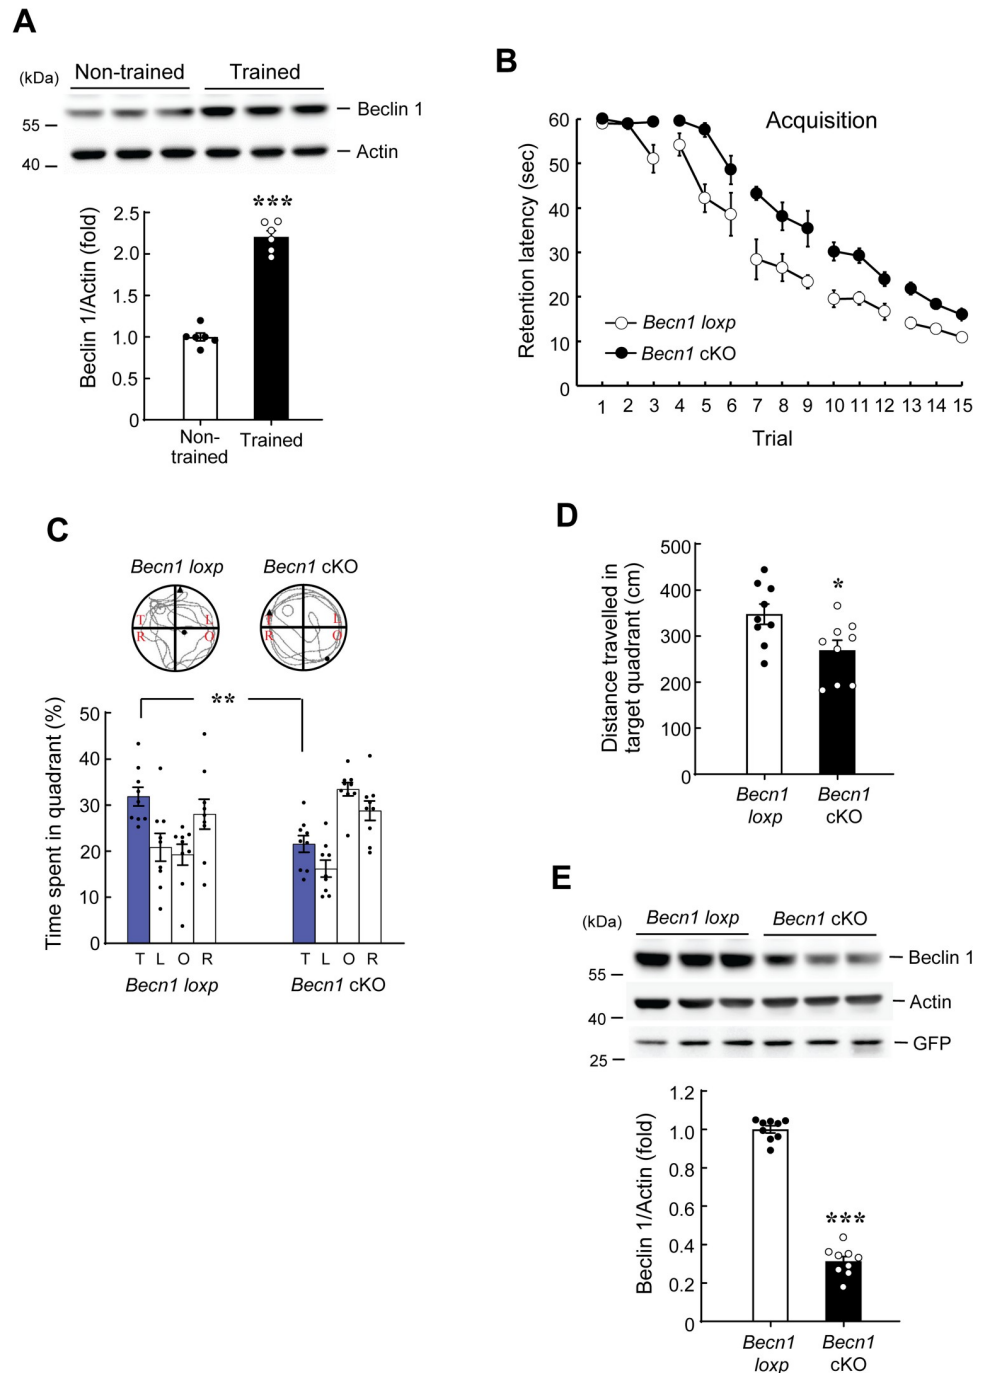 A
(kDa)
Non-trained
Trained
Beclin 1
55
Actin
40
***
Beclin 1/Actin (fold)
2.5
2.0
1.5
1.0
0.5
0
Non-
trained
Trained
B
Acquisition
Retention latency (sec)
60
50
40
30
20
10
0
Becn1 loxp
Becn1 cKO
1 2 3 4 5 6 7 8 9 10 11 12 13 14 15
Trial
C
Becn1 loxp
Becn1 cKO
T L
R O
T L
R O
**
Time spent in quadrant (%)
50
40
30
20
10
0
T L O R
T L O R
Becn1 loxp
Becn1 cKO
D
Distance travelled in
target quadrant (cm)
500
400
300
200
100
0
*
Becn1
loxp
Becn1
cKO
E
(kDa)
Becn1 loxp
Becn1 cKO
Beclin 1
55
Actin
40
GFP
25
Beclin 1/Actin (fold)
1.2
1.0
0.8
0.6
0.4
0.2
0
***
Becn1
loxp
Becn1
cKO